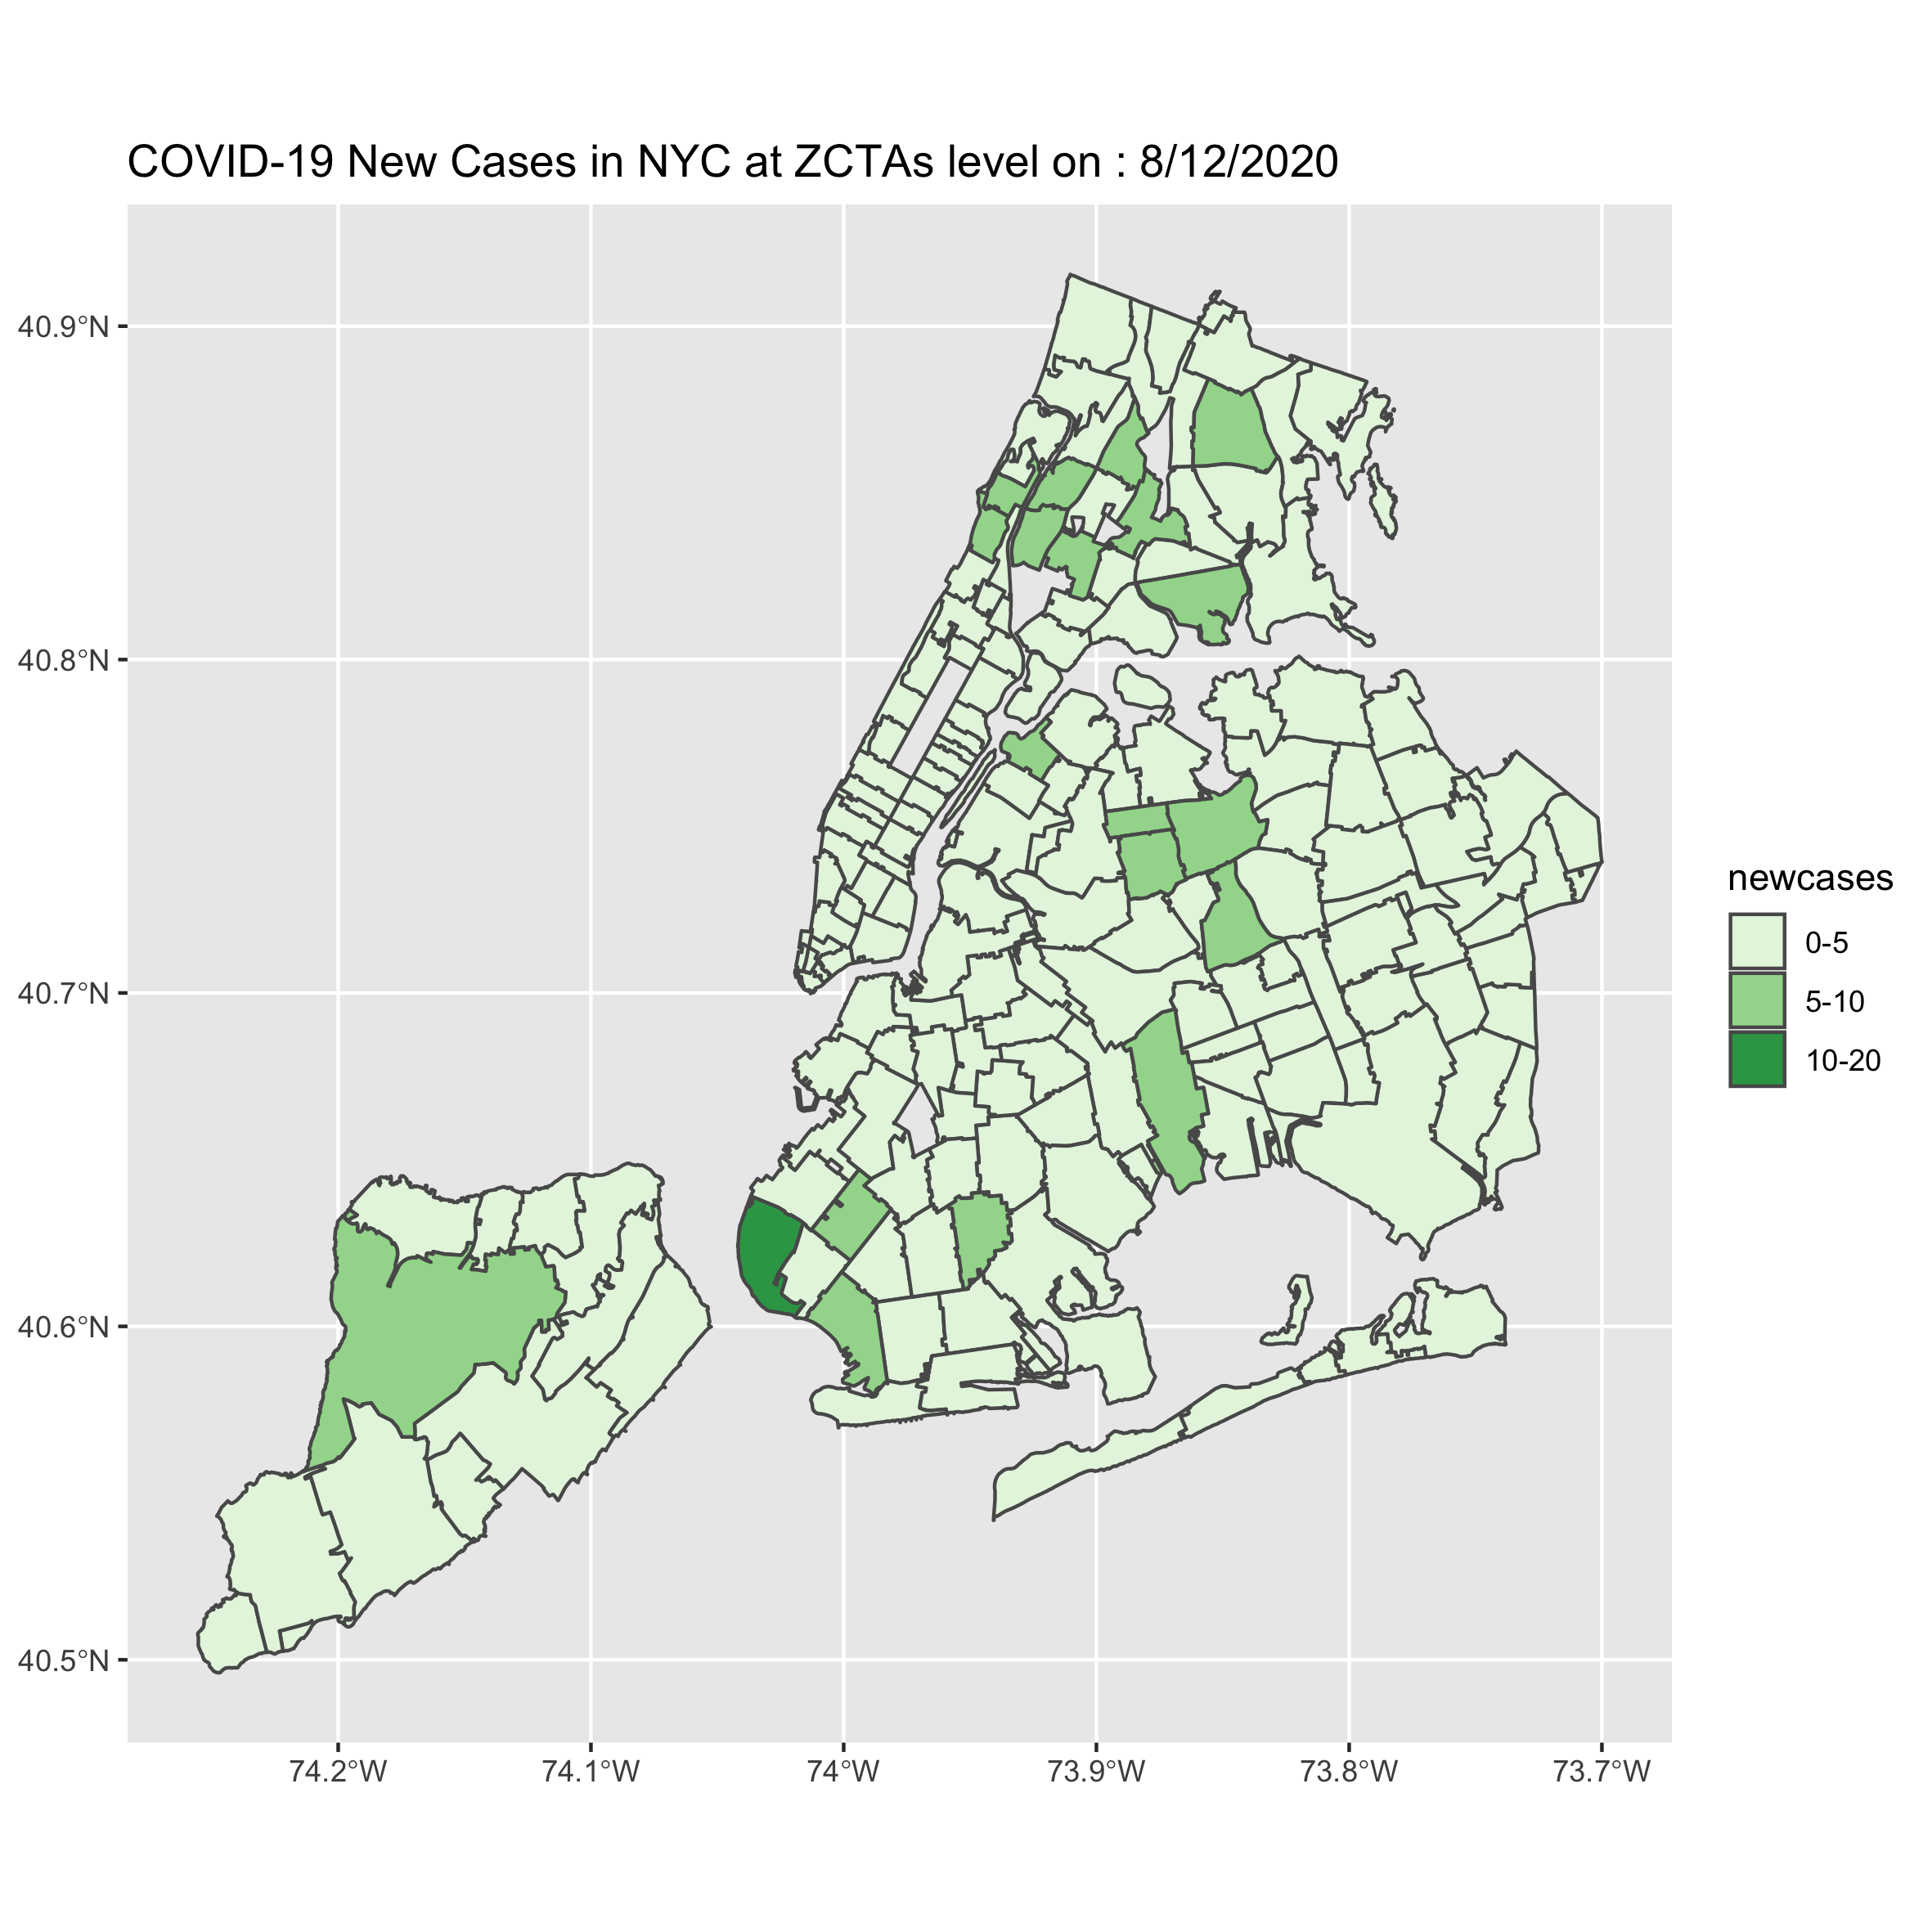 COVID-19 New Cases in NYC at ZCTAs level on : 8/12/2020
40.9°N
40.8°N
40.7°N
40.6°N
40.5°N
74.2°W
74.1°W
74°W
73.9°W
73.8°W
73.7°W
newcases
0-5
5-10
10-20